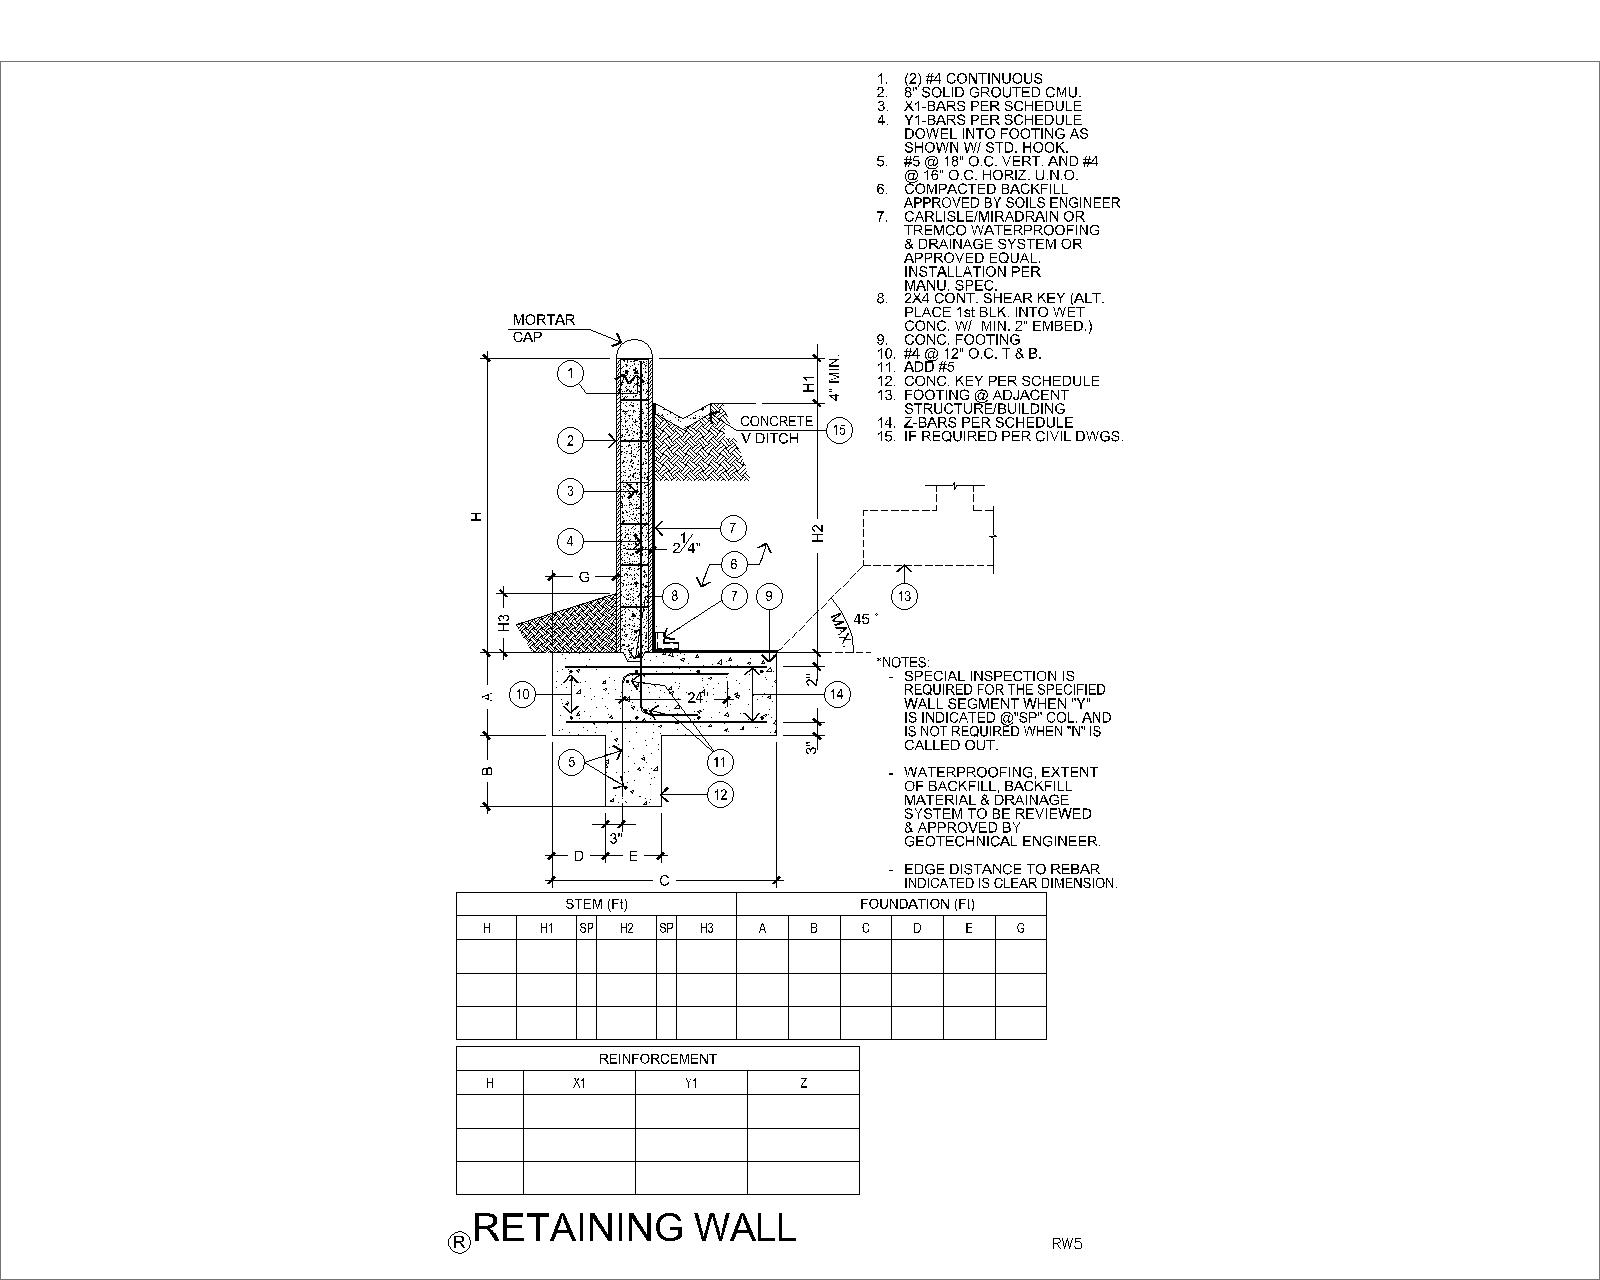 1. (2) #4 CONTINUOUS
2. 8" SOLID GROUTED CMU.
3. X1-BARS PER SCHEDULE
4. Y1-BARS PER SCHEDULE
DOWEL INTO FOOTING AS
SHOWN W/ STD. HOOK.
5. #5 @ 18" O.C. VERT. AND #4
@ 16" O.C. HORIZ. U.N.O.
6. COMPACTED BACKFILL
APPROVED BY SOILS ENGINEER
7. CARLISLE/MIRADRAIN OR
TREMCO WATERPROOFING
& DRAINAGE SYSTEM OR
APPROVED EQUAL.
INSTALLATION PER
MANU. SPEC.
8. 2X4 CONT. SHEAR KEY (ALT.
PLACE 1st BLK. INTO WET
CONC. W/ MIN. 2" EMBED.)
9. CONC. FOOTING
10. #4 @ 12" O.C. T & B.
11. ADD #5
12. CONC. KEY PER SCHEDULE
13. FOOTING @ ADJACENT
STRUCTURE/BUILDING
14. Z-BARS PER SCHEDULE
15. IF REQUIRED PER CIVIL DWGS.
MORTAR
CAP
1
H1
4" MIN.
CONCRETE
V DITCH
15
2
3
H
7
H2
4
2 1/4"
6
G
8
7
9
13
H3
45 °
MAX.
2"
A
10
24"
14
3"
5
11
B
12
3"
D
E
C
*NOTES:
- SPECIAL INSPECTION IS
REQUIRED FOR THE SPECIFIED
WALL SEGMENT WHEN "Y"
IS INDICATED @"SP" COL. AND
IS NOT REQUIRED WHEN "N" IS
CALLED OUT.
- WATERPROOFING, EXTENT
OF BACKFILL, BACKFILL
MATERIAL & DRAINAGE
SYSTEM TO BE REVIEWED
& APPROVED BY
GEOTECHNICAL ENGINEER.
- EDGE DISTANCE TO REBAR
INDICATED IS CLEAR DIMENSION.
STEM (Ft) FOUNDATION (Ft)
H H1 SP H2 SP H3 A B C D E G
REINFORCEMENT
H X1 Y1 Z
® RETAINING WALL
RW5